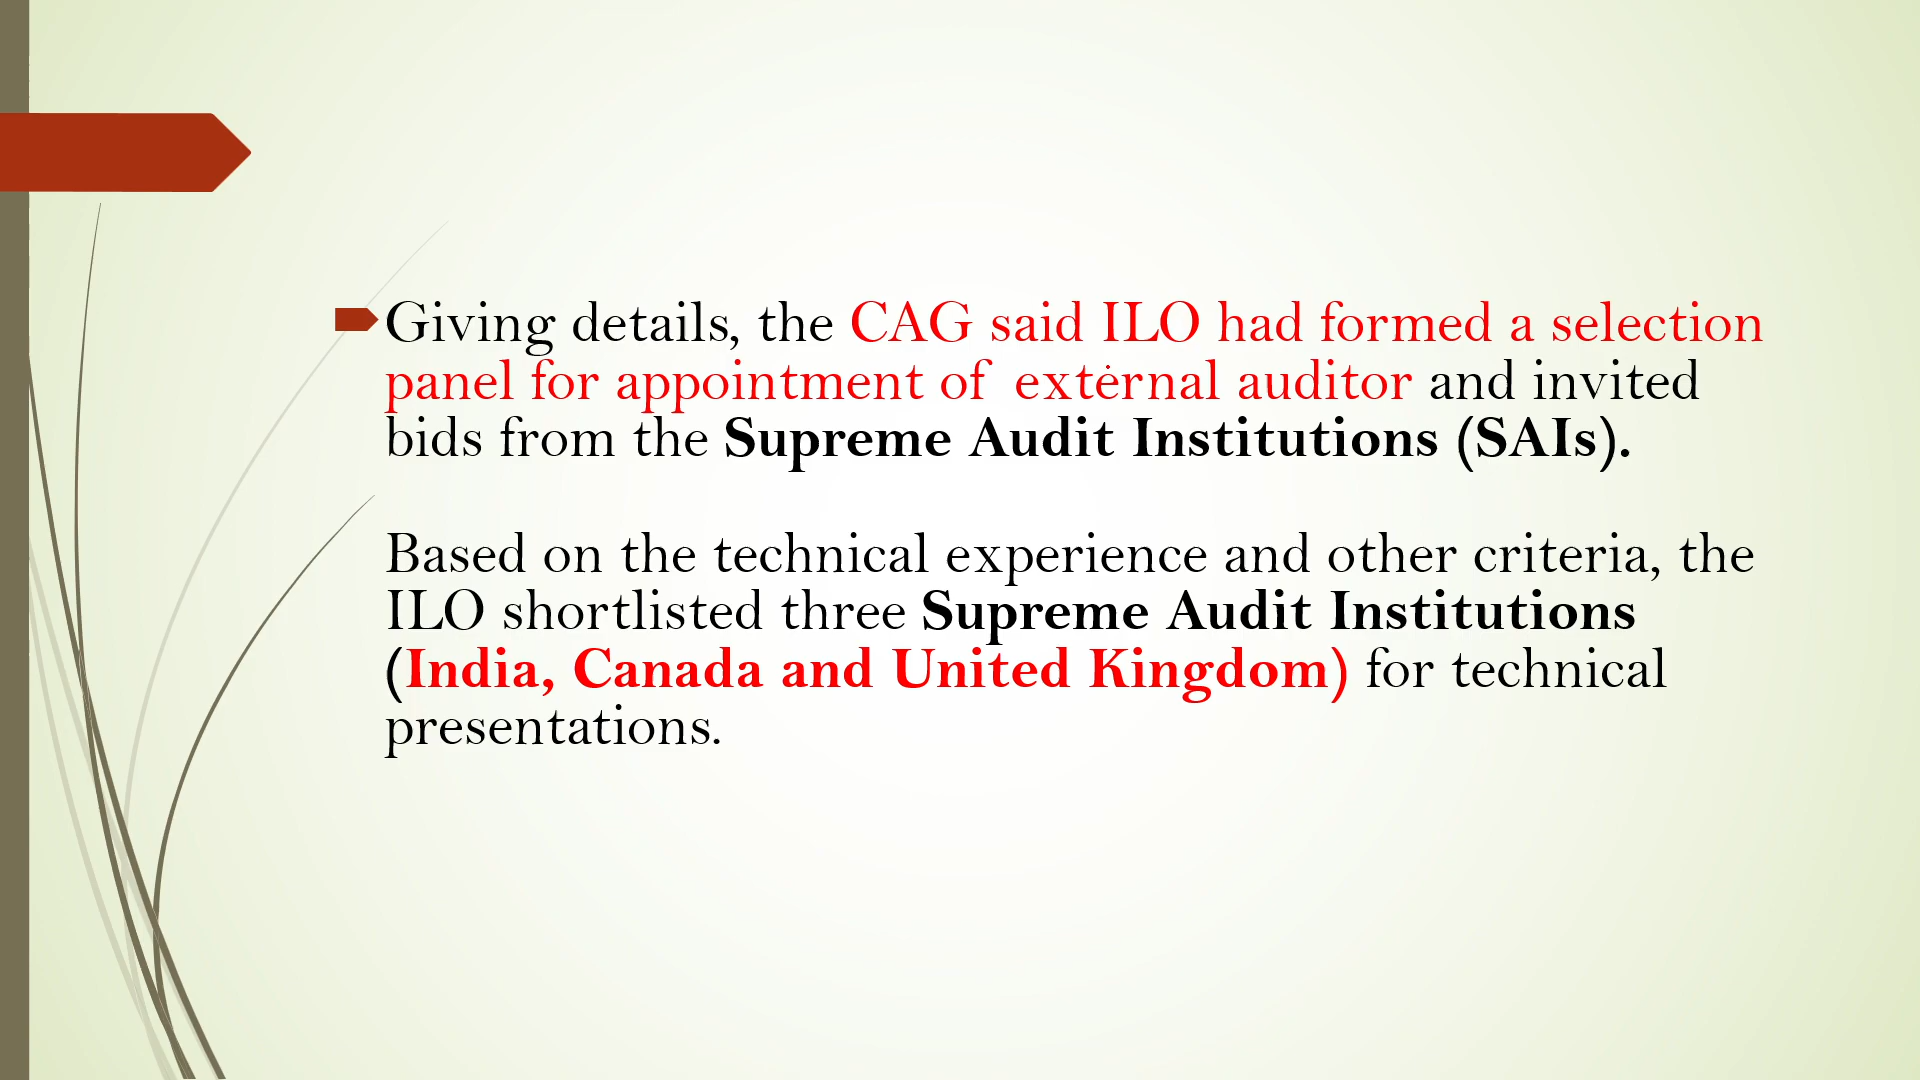 Giving details, the CAG said ILO had formed a selection
panel for appointment of external auditor and invited
bids from the Supreme Audit Institutions (SAIs).
Based on the technical experience and other criteria, the
ILO shortlisted three Supreme Audit Institutions
(India, Canada and United Kingdom) for technical
presentations.